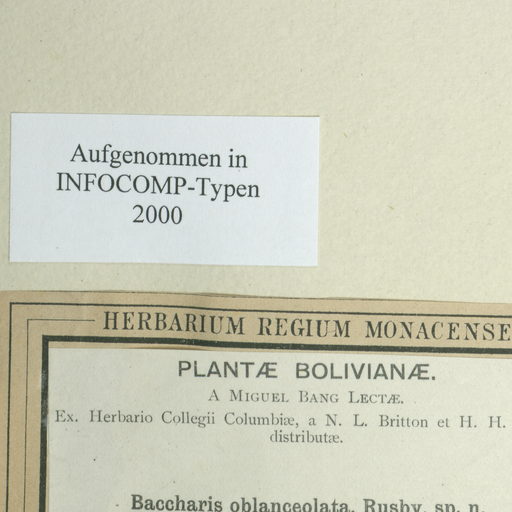 Aufgenommen in
INFOCOMP-Typen
2000
HERBARIUM REGIUM MONACENSE
PLANTÆ BOLIVIANÆ.
A MIGUEL BANG LECTÆ.
Ex. Herbario Collegii Columbiæ, a N. L. Britton et H. H.
distributæ.
Baccharis oblanceolata, Rusby, sp. n.